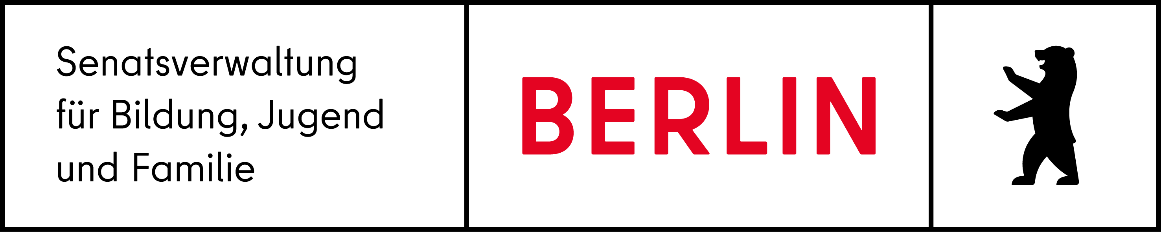 Senatsverwaltung
für Bildung, Jugend
und Familie
BERLIN